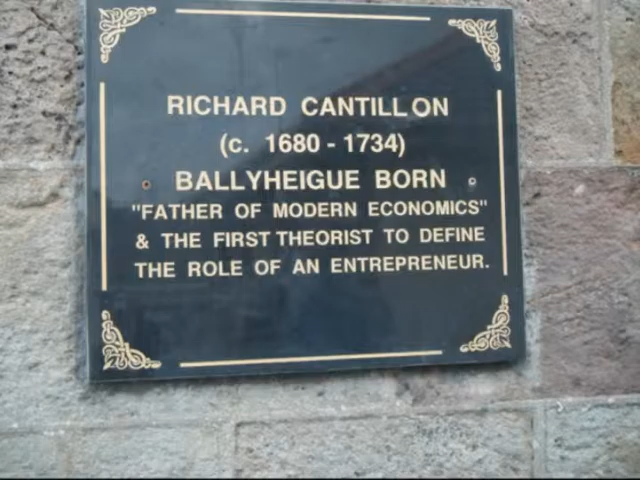 RICHARD CANTILLON
(c. 1680 - 1734)
BALLYHEIGUE BORN
"FATHER OF MODERN ECONOMICS"
& THE FIRST THEORIST TO DEFINE
THE ROLE OF AN ENTREPRENEUR.